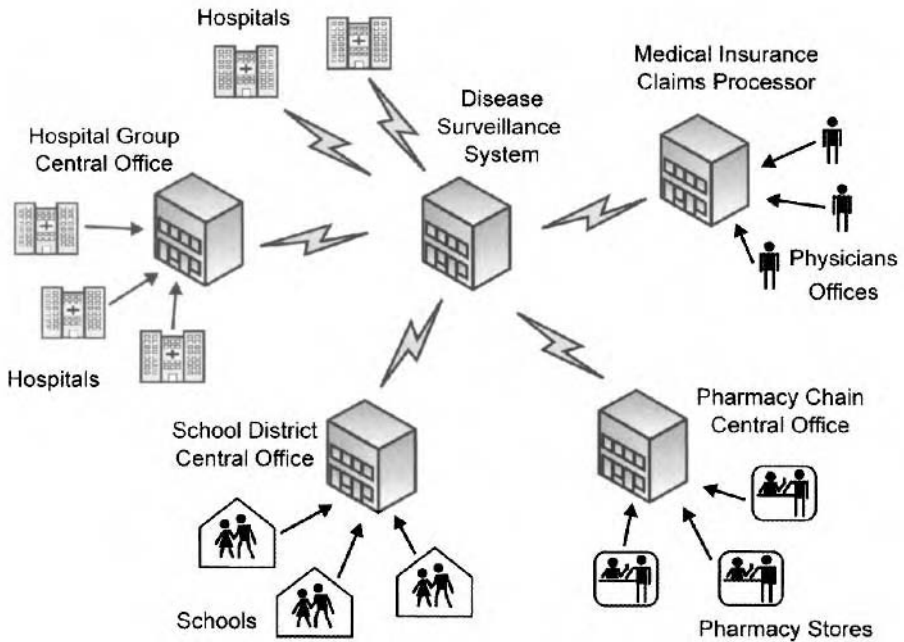 Hospitals
Medical Insurance
Claims Processor
Disease
Surveillance
System
Hospital Group
Central Office
Physicians
Offices
Hospitals
School District
Central Office
Pharmacy Chain
Central Office
Schools
Pharmacy Stores